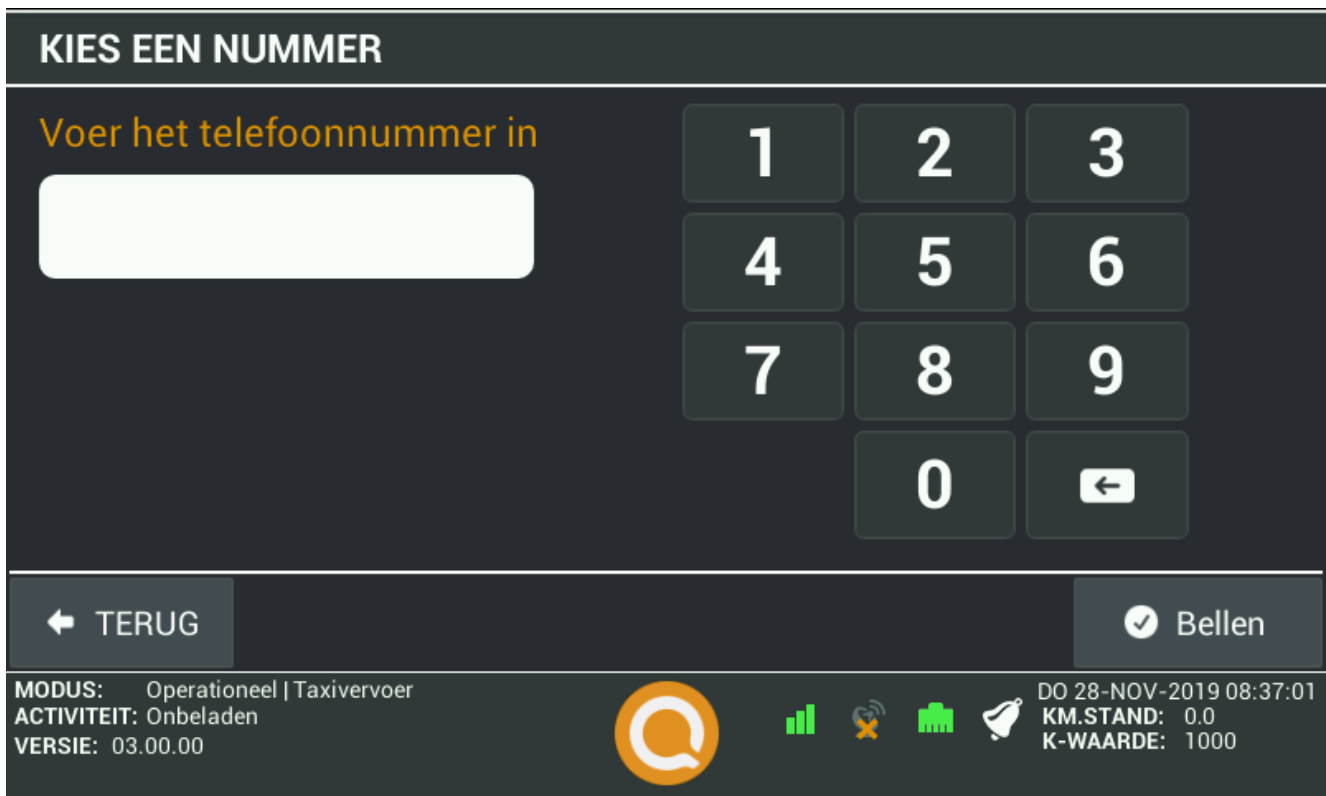 KIES EEN NUMMER
Voer het telefoonnummer in
1 2 3
4 5 6
7 8 9
0
TERUG
Bellen
MODUS: Operationeel | Taxivervoer
ACTIVITEIT: Onbeladen
VERSIE: 03.00.00
DO 28-NOV-2019 08:37:01
KM.STAND: 0.0
K-WAARDE: 1000